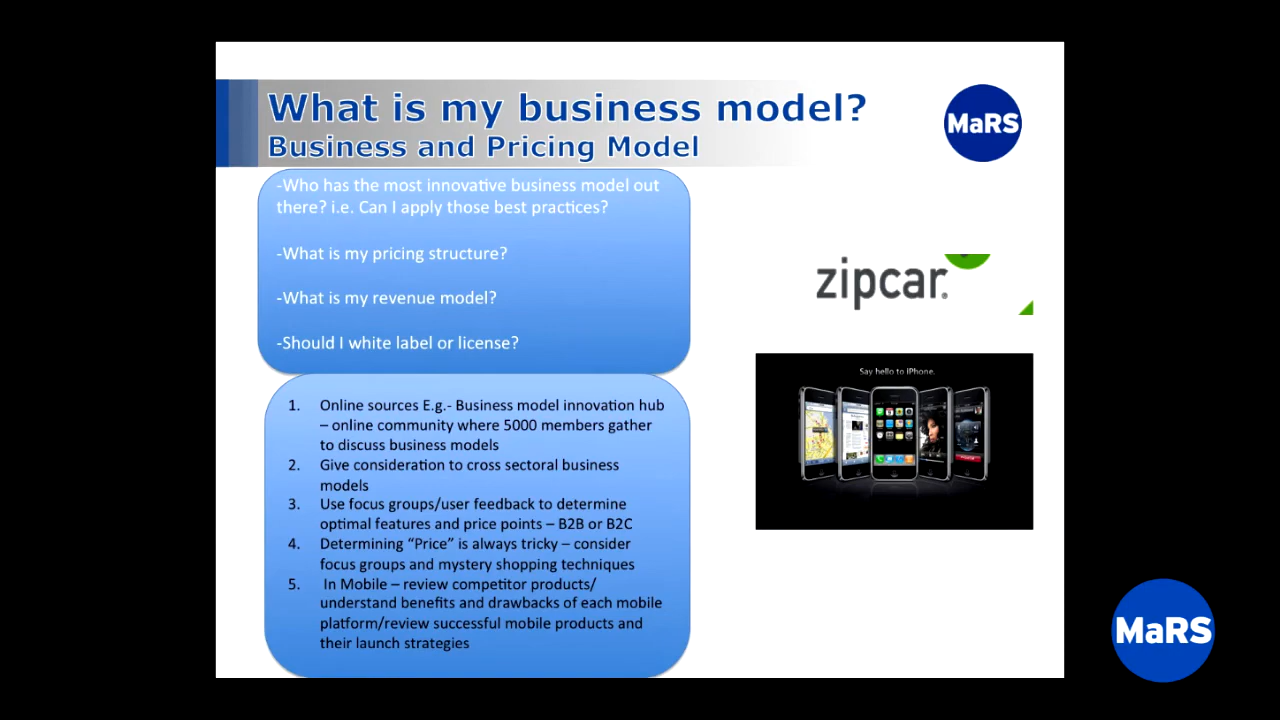 What is my business model?
Business and Pricing Model
MaRS
-Who has the most innovative business model out
there? i.e. Can I apply those best practices?
-What is my pricing structure?
-What is my revenue model?
-Should I white label or license?
zipcar®
Say hello to iPhone.
1. Online sources E.g.- Business model innovation hub
– online community where 5000 members gather
to discuss business models
2. Give consideration to cross sectoral business
models
3. Use focus groups/user feedback to determine
optimal features and price points – B2B or B2C
4. Determining “Price” is always tricky – consider
focus groups and mystery shopping techniques
5. In Mobile – review competitor products/
understand benefits and drawbacks of each mobile
platform/review successful mobile products and
their launch strategies
MaRS